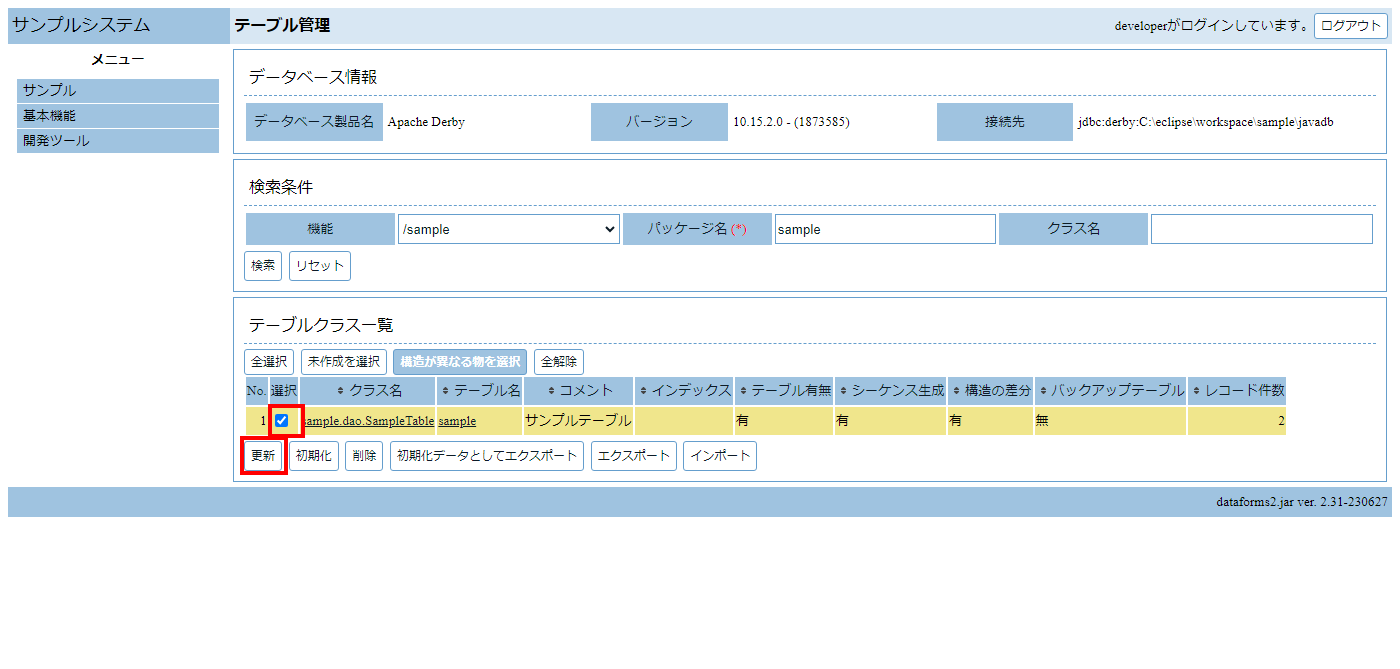 サンプルシステム テーブル管理 developerがログインしています。 ログアウト
メニュー
サンプル
基本機能
開発ツール
データベース情報
データベース製品名 Apache Derby バージョン 10.15.2.0 - (1873585) 接続先 jdbc:derby:C:\eclipse\workspace\sample\javadb
検索条件
機能 /sample パッケージ名 (*) sample クラス名
検索 リセット
テーブルクラス一覧
全選択 未作成を選択 構造が異なる物を選択 全解除
No. 選択 クラス名 テーブル名 コメント インデックス テーブル有無 シーケンス生成 構造の差分 バックアップテーブル レコード件数
1 sample.dao.SampleTable sample サンプルテーブル 有 有 有 無 2
更新 初期化 削除 初期化データとしてエクスポート エクスポート インポート
dataforms2.jar ver. 2.31-230627